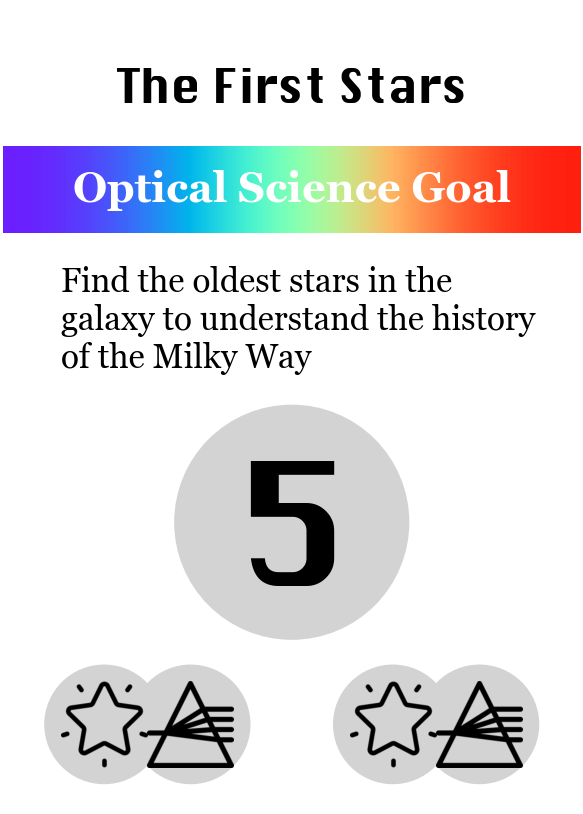 The First Stars
Optical Science Goal
Find the oldest stars in the
galaxy to understand the history
of the Milky Way
5